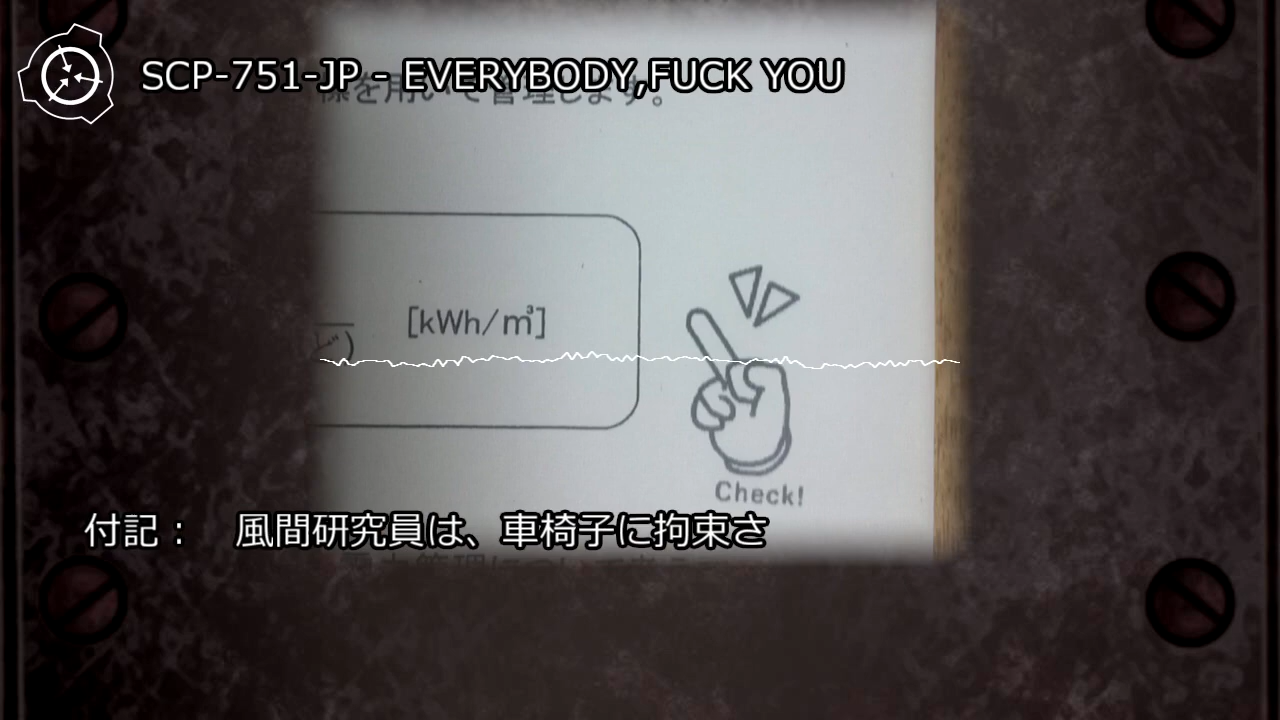 SCP-751-JP - EVERYBODY,FUCK YOU
様を用いて管理します。
[kWh/㎥]
Check!
付記： 風間研究員は、車椅子に拘束さ